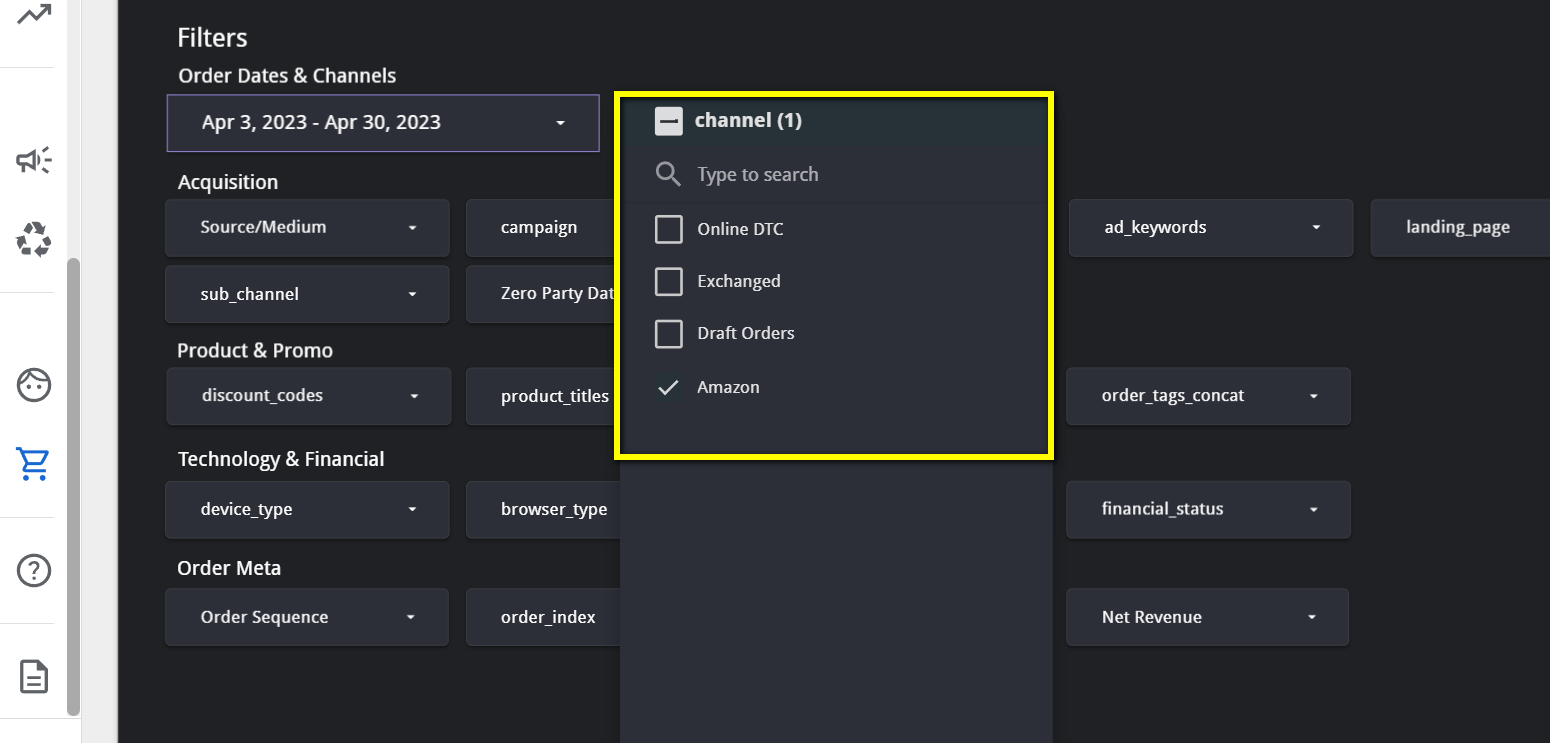 Filters
Order Dates & Channels
Apr 3, 2023 - Apr 30, 2023
channel (1)
Type to search
Online DTC
Exchanged
Draft Orders
Amazon
Acquisition
Source/Medium
campaign
ad_keywords
landing_page
sub_channel
Zero Party Dat
Product & Promo
discount_codes
product_titles
order_tags_concat
Technology & Financial
device_type
browser_type
financial_status
Order Meta
Order Sequence
order_index
Net Revenue